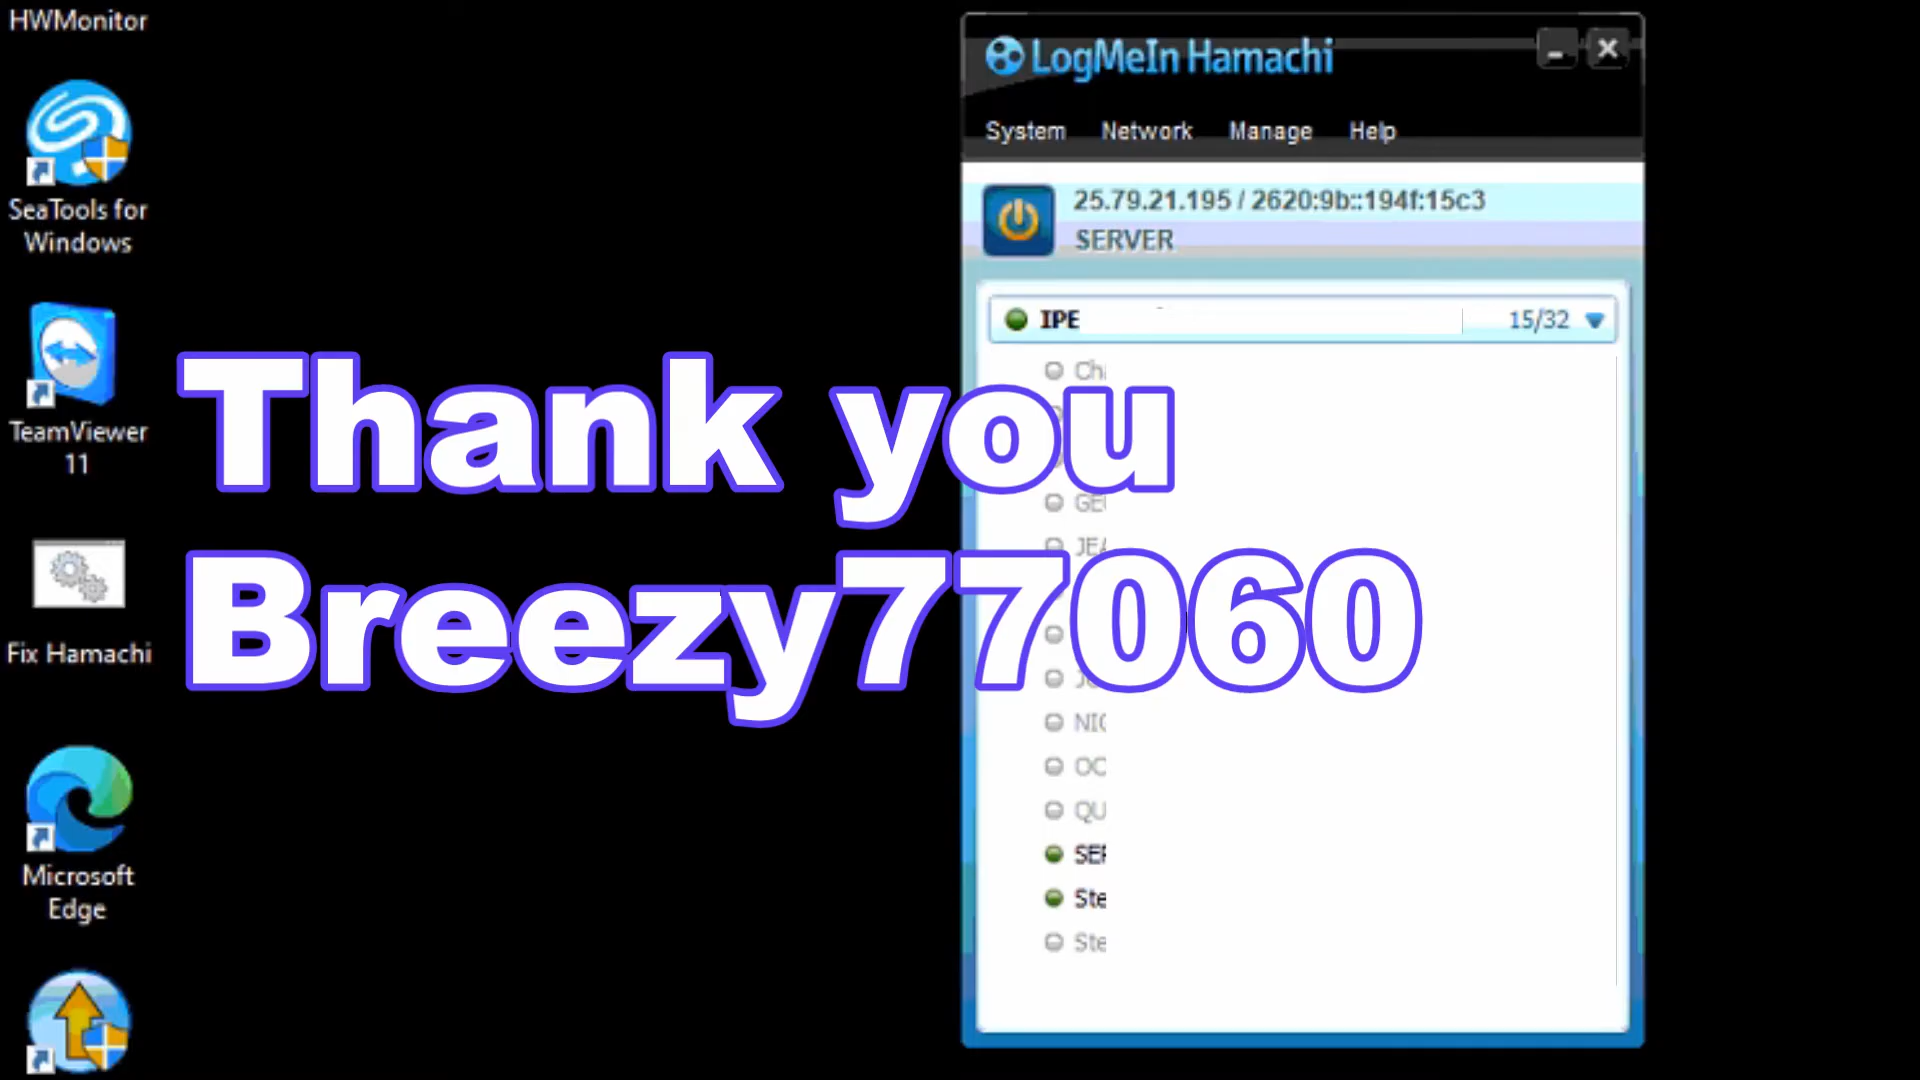 HWMonitor
SeaTools for
Windows
TeamViewer
11
Fix Hamachi
Microsoft
Edge
Thank you
Breezy77060
LogMeIn Hamachi
System Network Manage Help
25.79.21.195 / 2620:9b::194f:15c3
SERVER
IPE 15/32
NIC
OC
QU
Ste
Ste